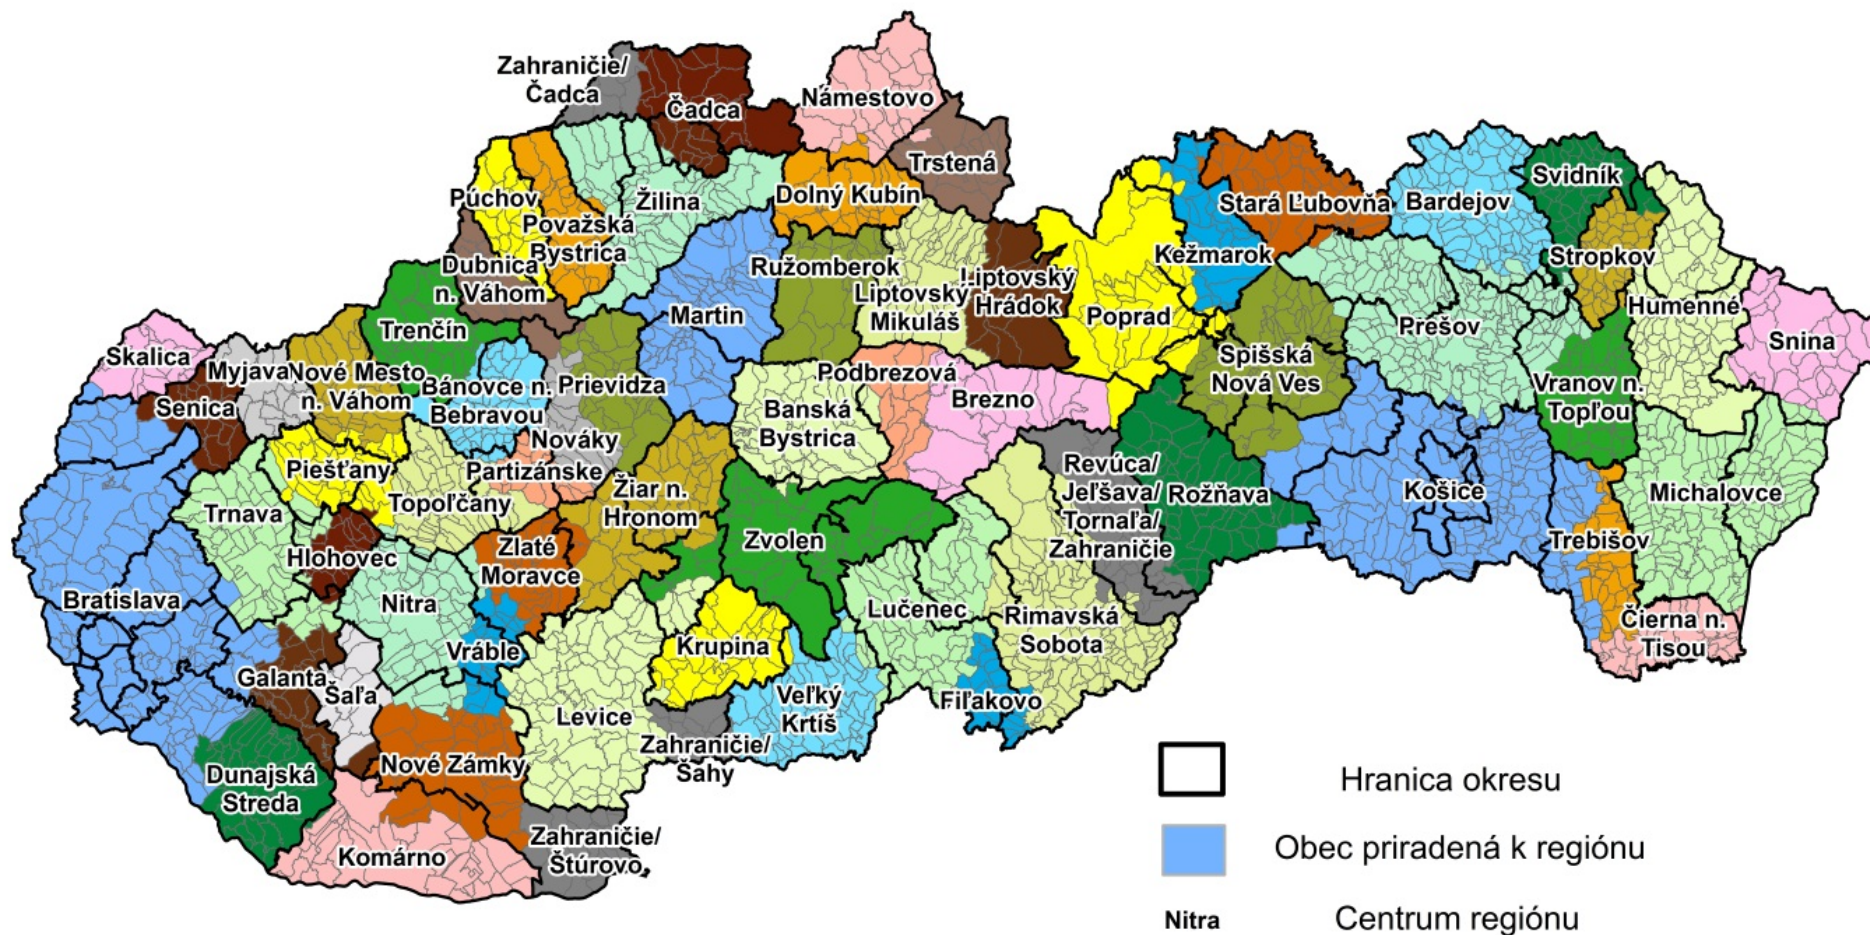 Zahraničie/
Čadca
Čadca
Námestovo
Trstená
Púchov
Považská
Bystrica
Žilina
Dolný Kubín
Dubnica
n. Váhom
Ružomberok
Liptovský
Mikuláš
Liptovský
Hrádok
Poprad
Kežmarok
Stará Ľubovňa
Bardejov
Svidník
Stropkov
Humenné
Snina
Trenčín
Martin
Prešov
Spišská
Nová Ves
Vranov n.
Topľou
Skalica
Myjava
Nové Mesto
n. Váhom
Senica
Bánovce n.
Bebravou
Prievidza
Nováky
Podbrezová
Brezno
Banská
Bystrica
Piešťany
Topoľčany
Partizánske
Žiar n.
Hronom
Revúca/
Jeľšava/
Tornaľa/
Zahraničie
Rožňava
Košice
Michalovce
Trebišov
Trnava
Hlohovec
Zlaté
Moravce
Zvolen
Bratislava
Nitra
Vráble
Krupina
Lučenec
Rimavská
Sobota
Čierna n.
Tisou
Galanta
Šaľa
Levice
Veľký
Krtíš
Fiľakovo
Zahraničie/
Šahy
Dunajská
Streda
Nové Zámky
Komárno
Zahraničie/
Štúrovo
Hranica okresu
Obec priradená k regiónu
Nitra Centrum regiónu